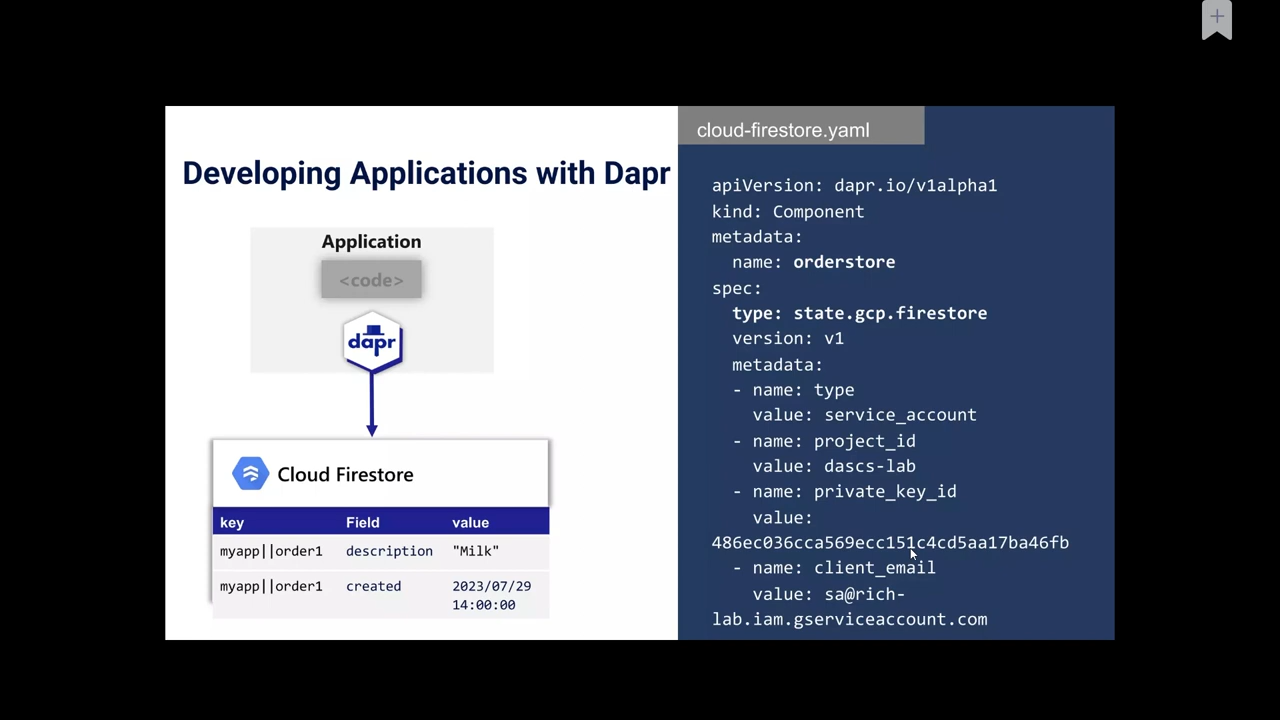 Developing Applications with Dapr
Application
<code>
dapr
Cloud Firestore
key Field value
myapp||order1 description "Milk"
myapp||order1 created 2023/07/29
14:00:00
cloud-firestore.yaml
apiVersion: dapr.io/v1alpha1
kind: Component
metadata:
name: orderstore
spec:
type: state.gcp.firestore
version: v1
metadata:
- name: type
value: service_account
- name: project_id
value: dascs-lab
- name: private_key_id
value:
486ec036cca569ecc151c4cd5aa17ba46fb
- name: client_email
value: sa@rich-
lab.iam.gserviceaccount.com